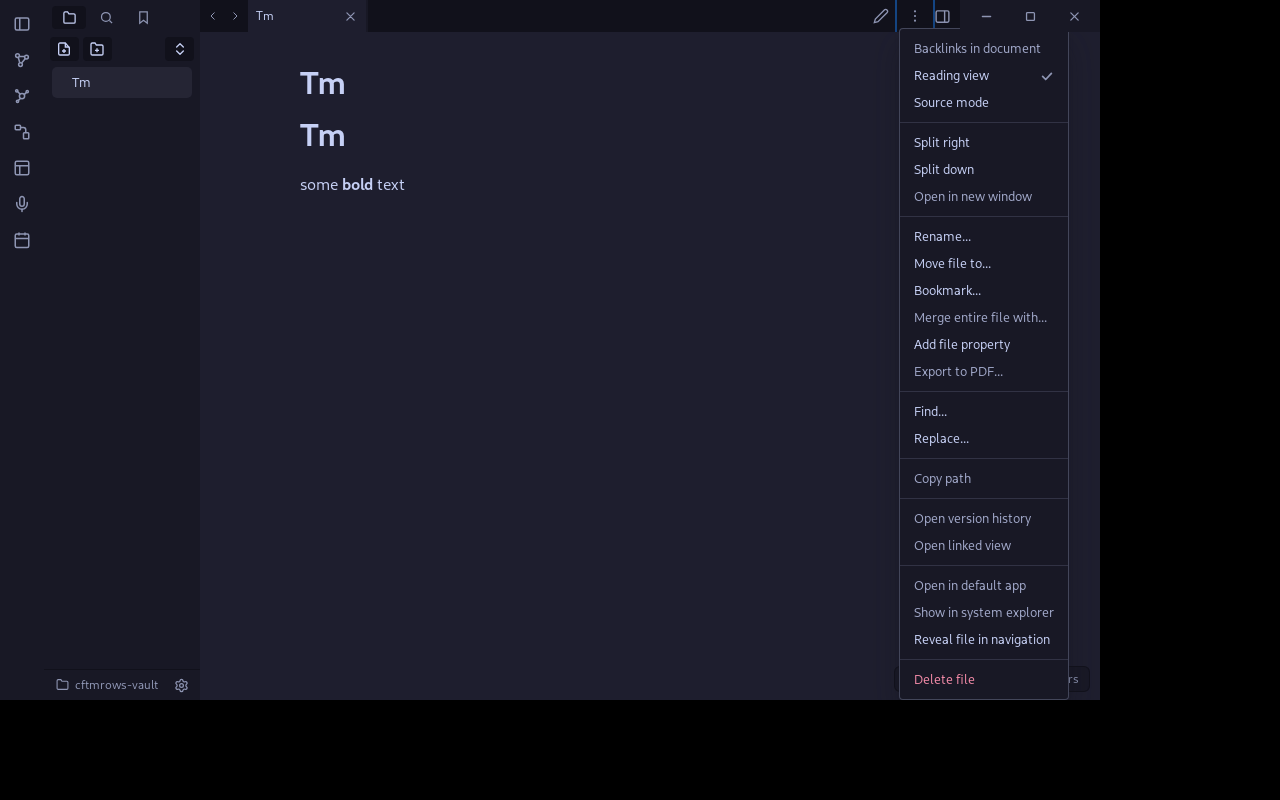 Tm
Tm
Tm
Tm
some bold text
Backlinks in document
Reading view
Source mode
Split right
Split down
Open in new window
Rename...
Move file to...
Bookmark...
Merge entire file with...
Add file property
Export to PDF...
Find...
Replace...
Copy path
Open version history
Open linked view
Open in default app
Show in system explorer
Reveal file in navigation
Delete file
cftmrows-vault